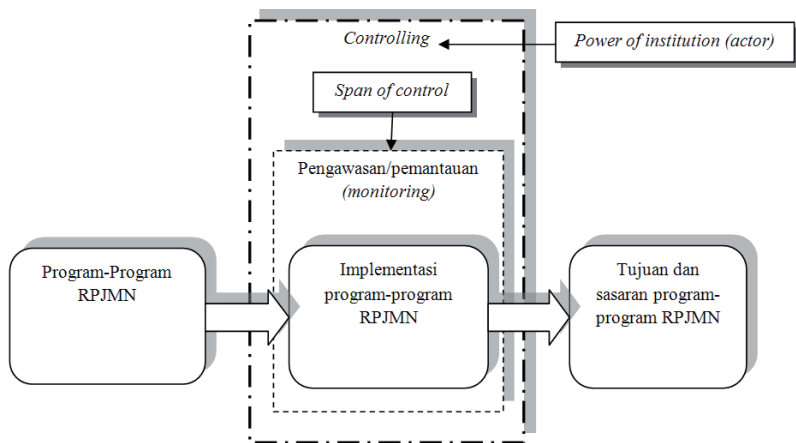 Controlling
Power of institution (actor)
Span of control
Pengawasan/pemantauan
(monitoring)
Program-Program
RPJMN
Implementasi
program-program
RPJMN
Tujuan dan
sasaran program-
program RPJMN